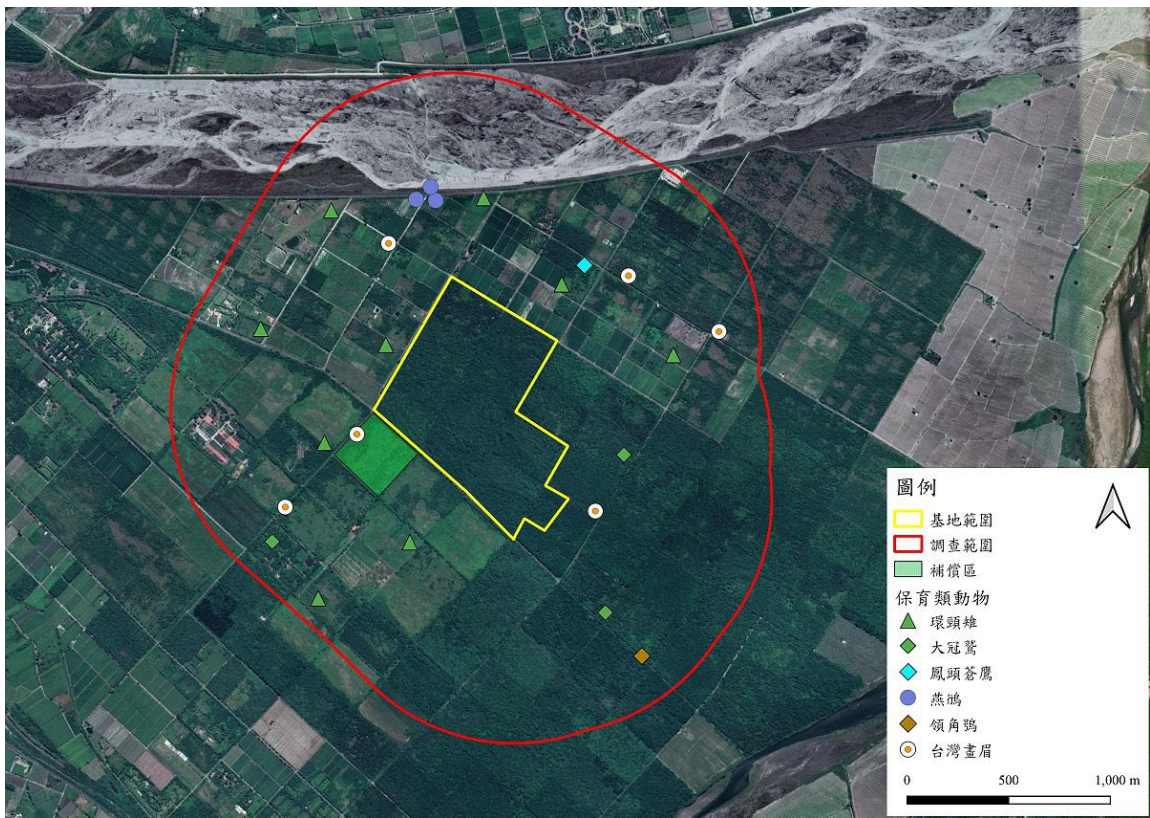 圖例
基地範圍
調查範圍
補償區
保育類動物
環頸雉
大冠鷲
鳳頭蒼鷹
燕鴴
領角鴞
台灣畫眉
0 500 1,000 m